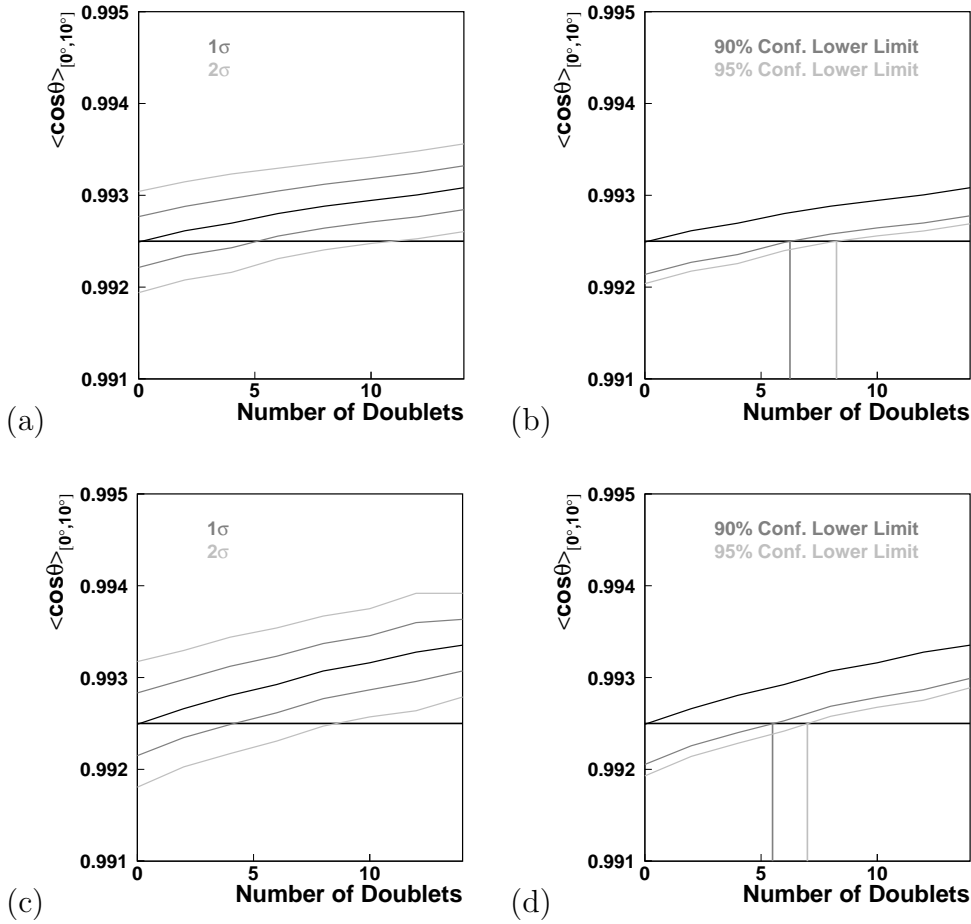 <cosθ>[0°,10°]
0.995
0.994
0.993
0.992
0.991
1σ
2σ
0 5 10
Number of Doublets
(a)
<cosθ>[0°,10°]
0.995
0.994
0.993
0.992
0.991
90% Conf. Lower Limit
95% Conf. Lower Limit
0 5 10
Number of Doublets
(b)
<cosθ>[0°,10°]
0.995
0.994
0.993
0.992
0.991
1σ
2σ
0 5 10
Number of Doublets
(c)
<cosθ>[0°,10°]
0.995
0.994
0.993
0.992
0.991
90% Conf. Lower Limit
95% Conf. Lower Limit
0 5 10
Number of Doublets
(d)